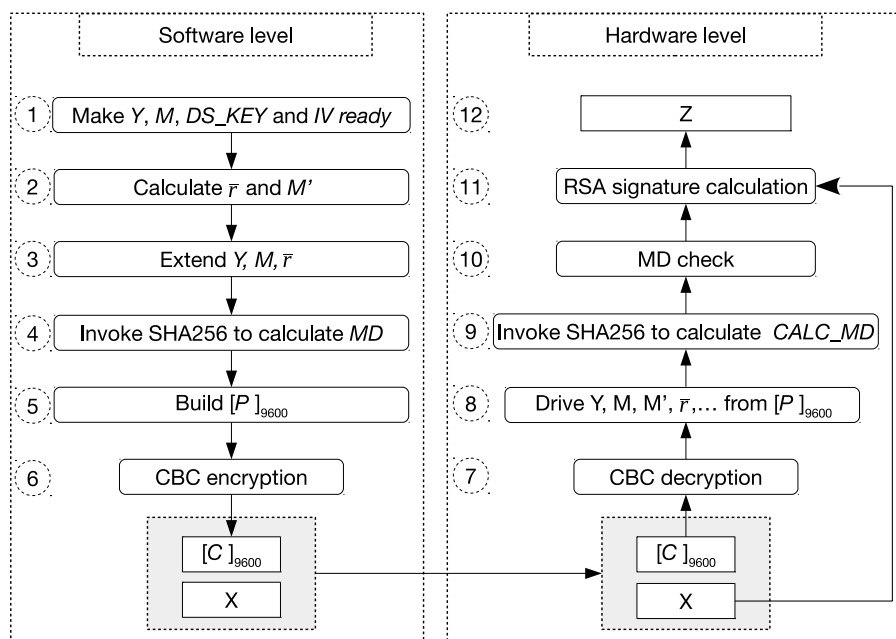 Software level
1 Make Y, M, DS_KEY and IV ready
2 Calculate r̅ and M’
3 Extend Y, M, r̅
4 Invoke SHA256 to calculate MD
5 Build [P ]9600
6 CBC encryption
[C ]9600
X
Hardware level
12 Z
11 RSA signature calculation
10 MD check
9 Invoke SHA256 to calculate CALC_MD
8 Drive Y, M, M’, r̅ ,... from [P ]9600
7 CBC decryption
[C ]9600
X